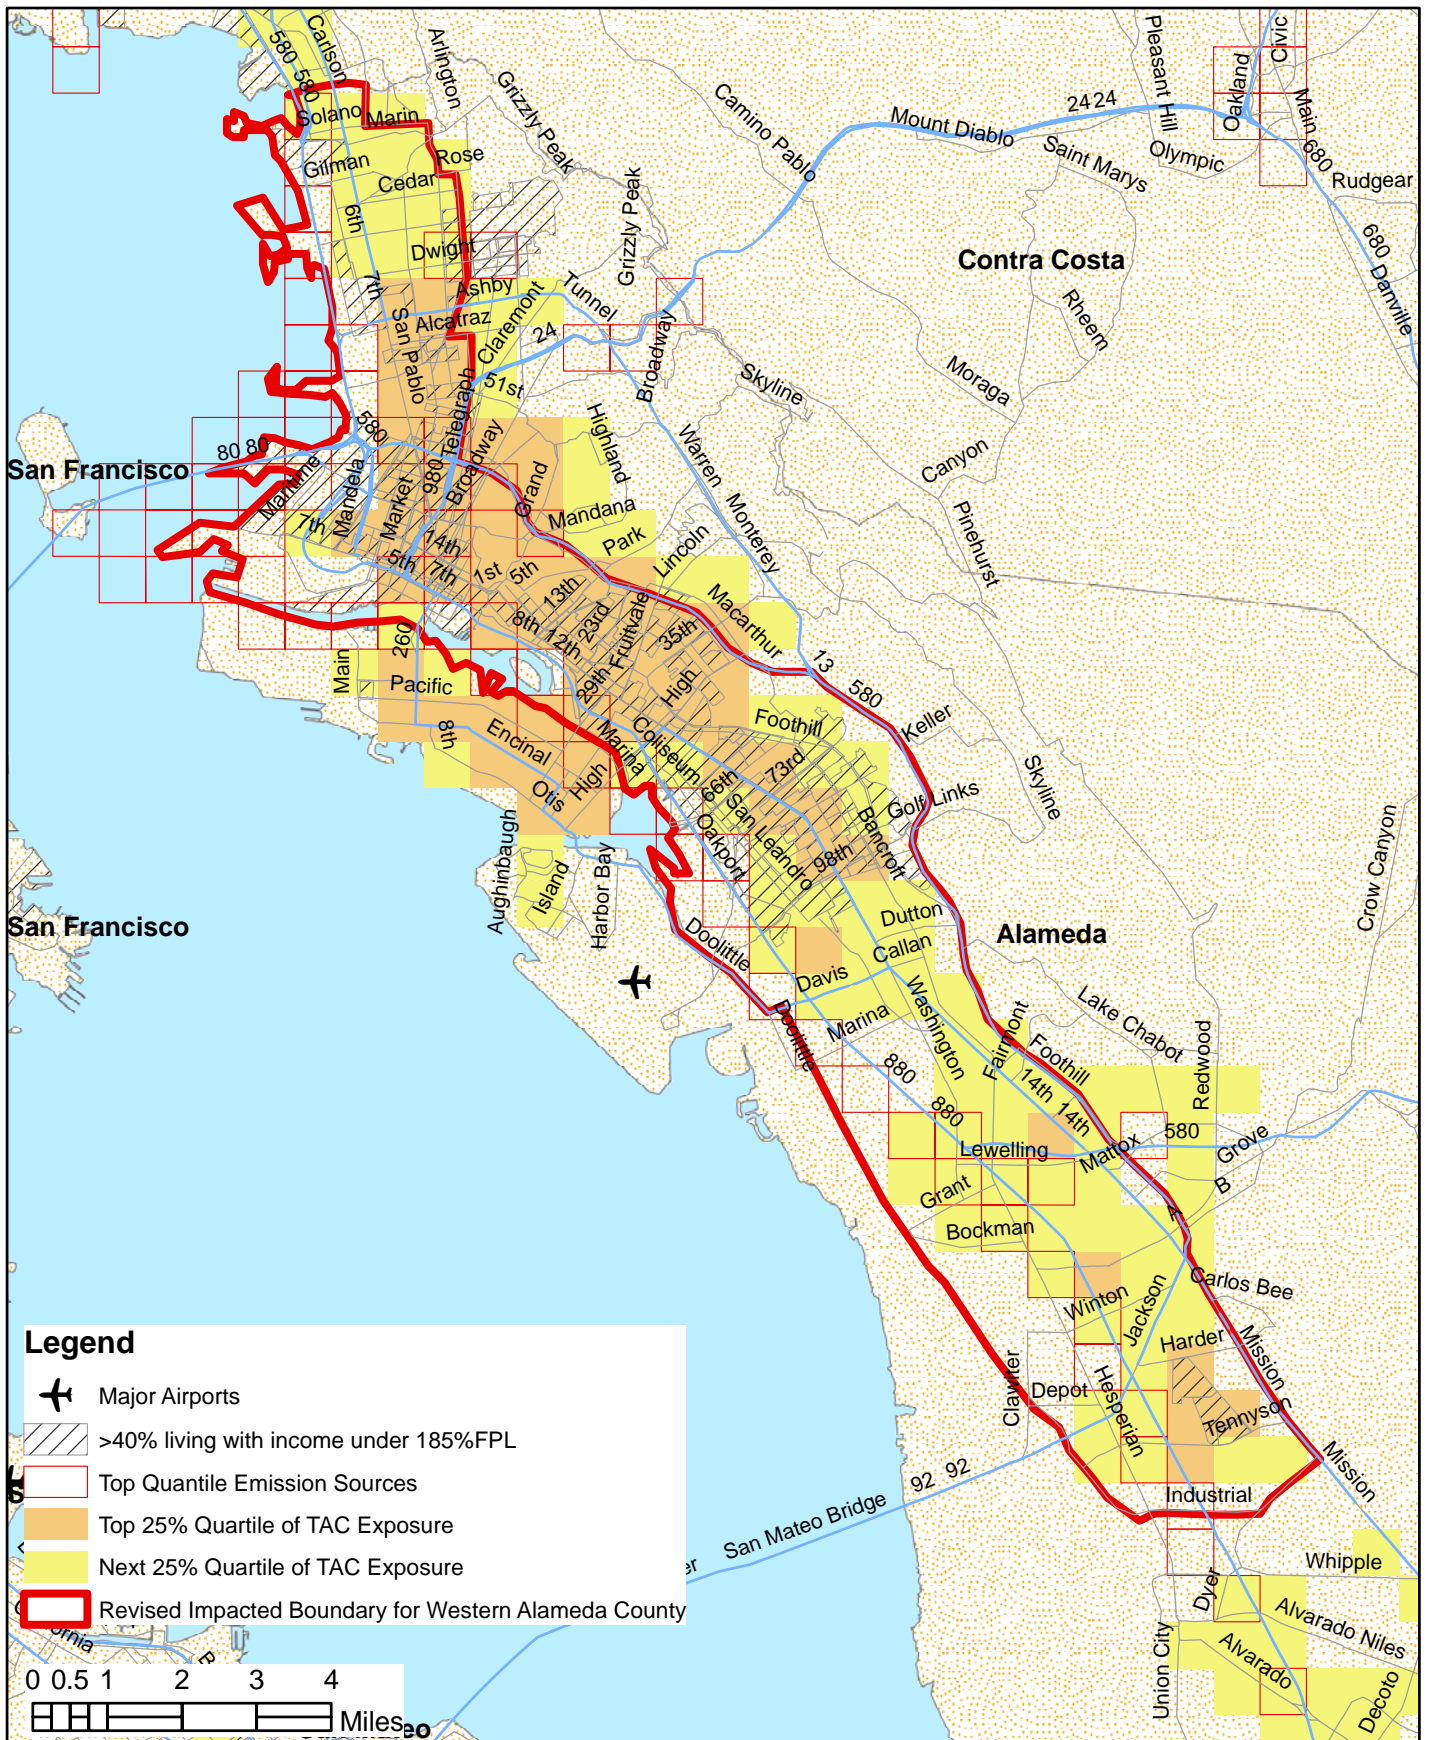 580
580
Carlson
Arlington
Grizzly Peak
Solano
Marin
Gilman
Rose
Cedar
6th
Dwight
7th
Ashby
San Pablo
Alcatraz
Claremont
Tunnel
24
Grizzly Peak
Broadway
Camino Pablo
Mount Diablo
24 24
Pleasant Hill
Oakland
Civic
Main
680
Saint Marys
Olympic
Rudgear
680
Danville
Contra Costa
Rheem
Moraga
Skyline
51st
Telegraph
580
80 80
San Francisco
Maritime
Mandela
Market
980
Broadway
Grand
Highland
Warren
Canyon
Mandana
Park
Lincoln
Monterey
Pinehurst
7th
14th
5th
7th
1st
5th
13th
8th
12th
23rd
29th
Fruitvale
35th
Macarthur
High
13
580
Keller
Main
260
Pacific
8th
Encinal
Otis
High
Marina
Coliseum
Foothill
66th
73rd
San Leandro
Golf Links
Skyline
Bancroft
98th
Oakport
Aughinbaugh
Island
Harbor Bay
Crow Canyon
San Francisco
Doolittle
Dutton
Callan
Alameda
Davis
Doolittle
Marina
Washington
Fairmont
Lake Chabot
Foothill
Redwood
880
14th
14th
880
Lewelling
Mattox
580
Grove
B
A
Grant
Bockman
Winton
Jackson
Carlos Bee
Harder
Mission
Clawiter
Depot
Hesperian
Tennyson
Mission
92 92
San Mateo Bridge
Industrial
Whipple
Dyer
Union City
Alvarado Niles
Alvarado
Decoto
Legend
Major Airports
>40% living with income under 185%FPL
Top Quantile Emission Sources
Top 25% Quartile of TAC Exposure
Next 25% Quartile of TAC Exposure
Revised Impacted Boundary for Western Alameda County
0 0.5 1 2 3 4
Miles